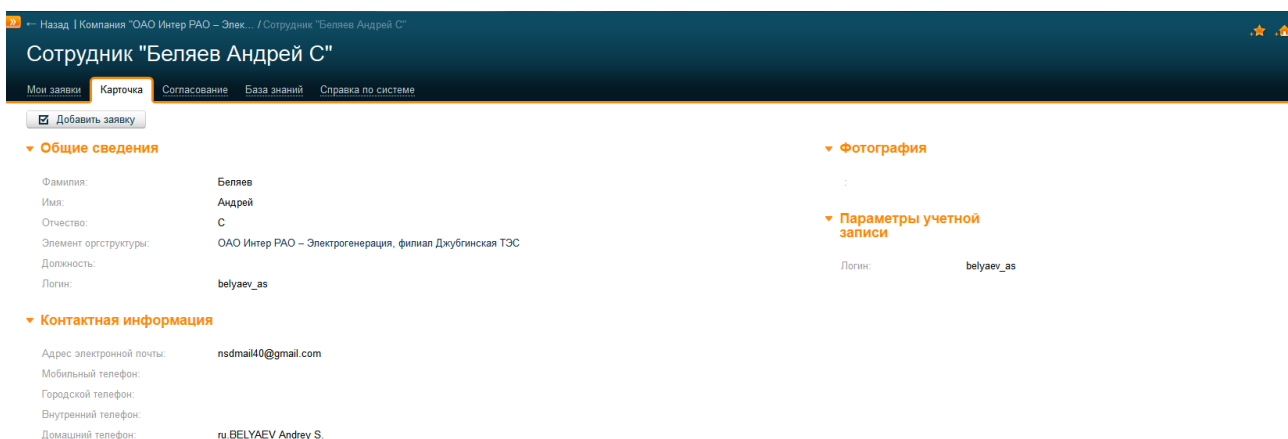 ← Назад | Компания "ОАО Интер РАО – Элек... / Сотрудник "Беляев Андрей С"
Сотрудник "Беляев Андрей С"
Мои заявки Карточка Согласование База знаний Справка по системе
Добавить заявку
Общие сведения
Фамилия: Беляев
Имя: Андрей
Отчество: С
Элемент оргструктуры: ОАО Интер РАО – Электрогенерация, филиал Джубгинская ТЭС
Должность:
Логин: belyaev_as
Контактная информация
Адрес электронной почты: nsdmail40@gmail.com
Мобильный телефон:
Городской телефон:
Внутренний телефон:
Домашний телефон: ru.BELYAEV Andrey S.
Фотография
:
Параметры учетной
записи
Логин: belyaev_as